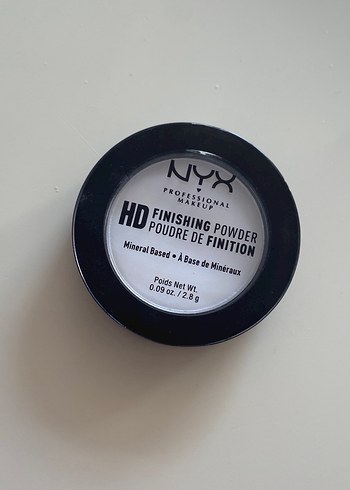 NYX
PROFESSIONAL
MAKEUP
HD FINISHING POWDER
POUDRE DE FINITION
Mineral Based • À Base de Minéraux
Poids Net Wt.
0.09 oz. / 2.8 g